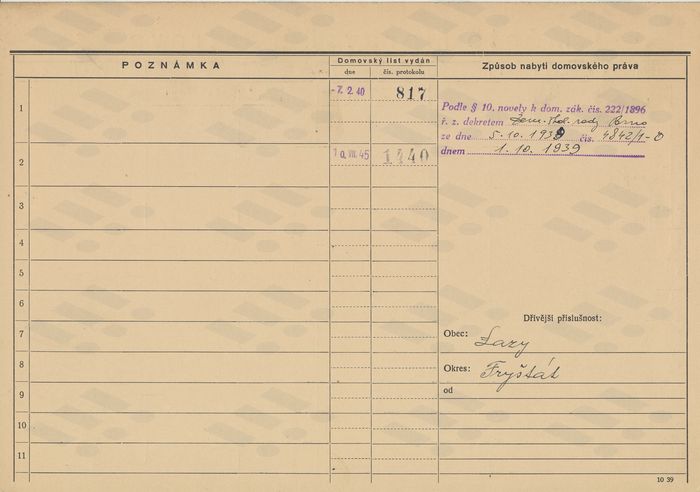 POZNÁMKA
Domovský list vydán
dne
čís. protokolu
Způsob nabytí domovského práva
1
-7. 2. 40
817
Podle § 10. novely k dom. zák. čís. 222/1896
ř. z. dekretem Zem. škol. rady Brno
ze dne 5. 10. 1939 čís. 4842/1-
dnem 1. 10. 1939
2
10. VII. 45
1440
3
4
5
6
Dřívější příslušnost:
7
Obec: Lazy
8
Okres: Fryštát
9
od
10
11
10 39